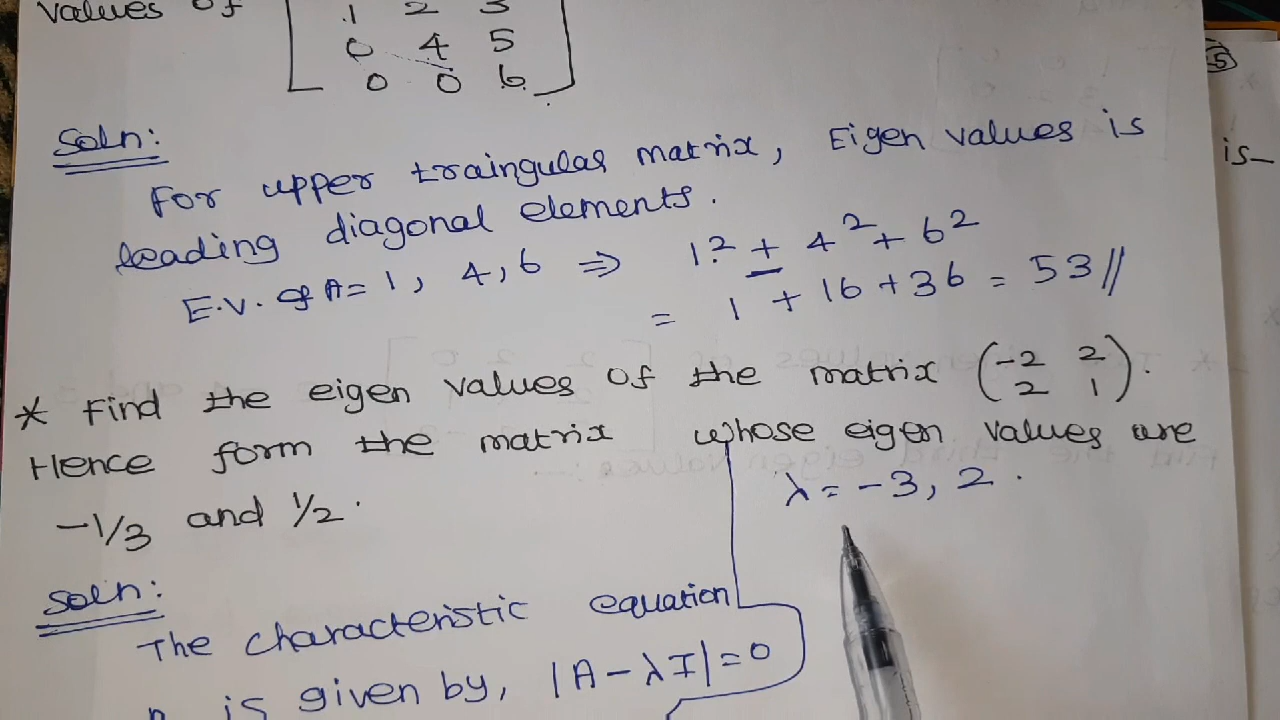 values of [ 1 2 3
0 4 5
0 0 6 ]
Soln:
For upper traingular matrix, Eigen values is
leading diagonal elements.
E.V. of A = 1, 4, 6 ⇒ 1² + 4² + 6²
= 1 + 16 + 36 = 53//
* Find the eigen values of the matrix (-2 2
2 1).
Hence form the matrix whose eigen values are
-1/3 and 1/2.
λ = -3, 2.
Soln:
The characteristic equation
is given by, |A - λI| = 0
5
is